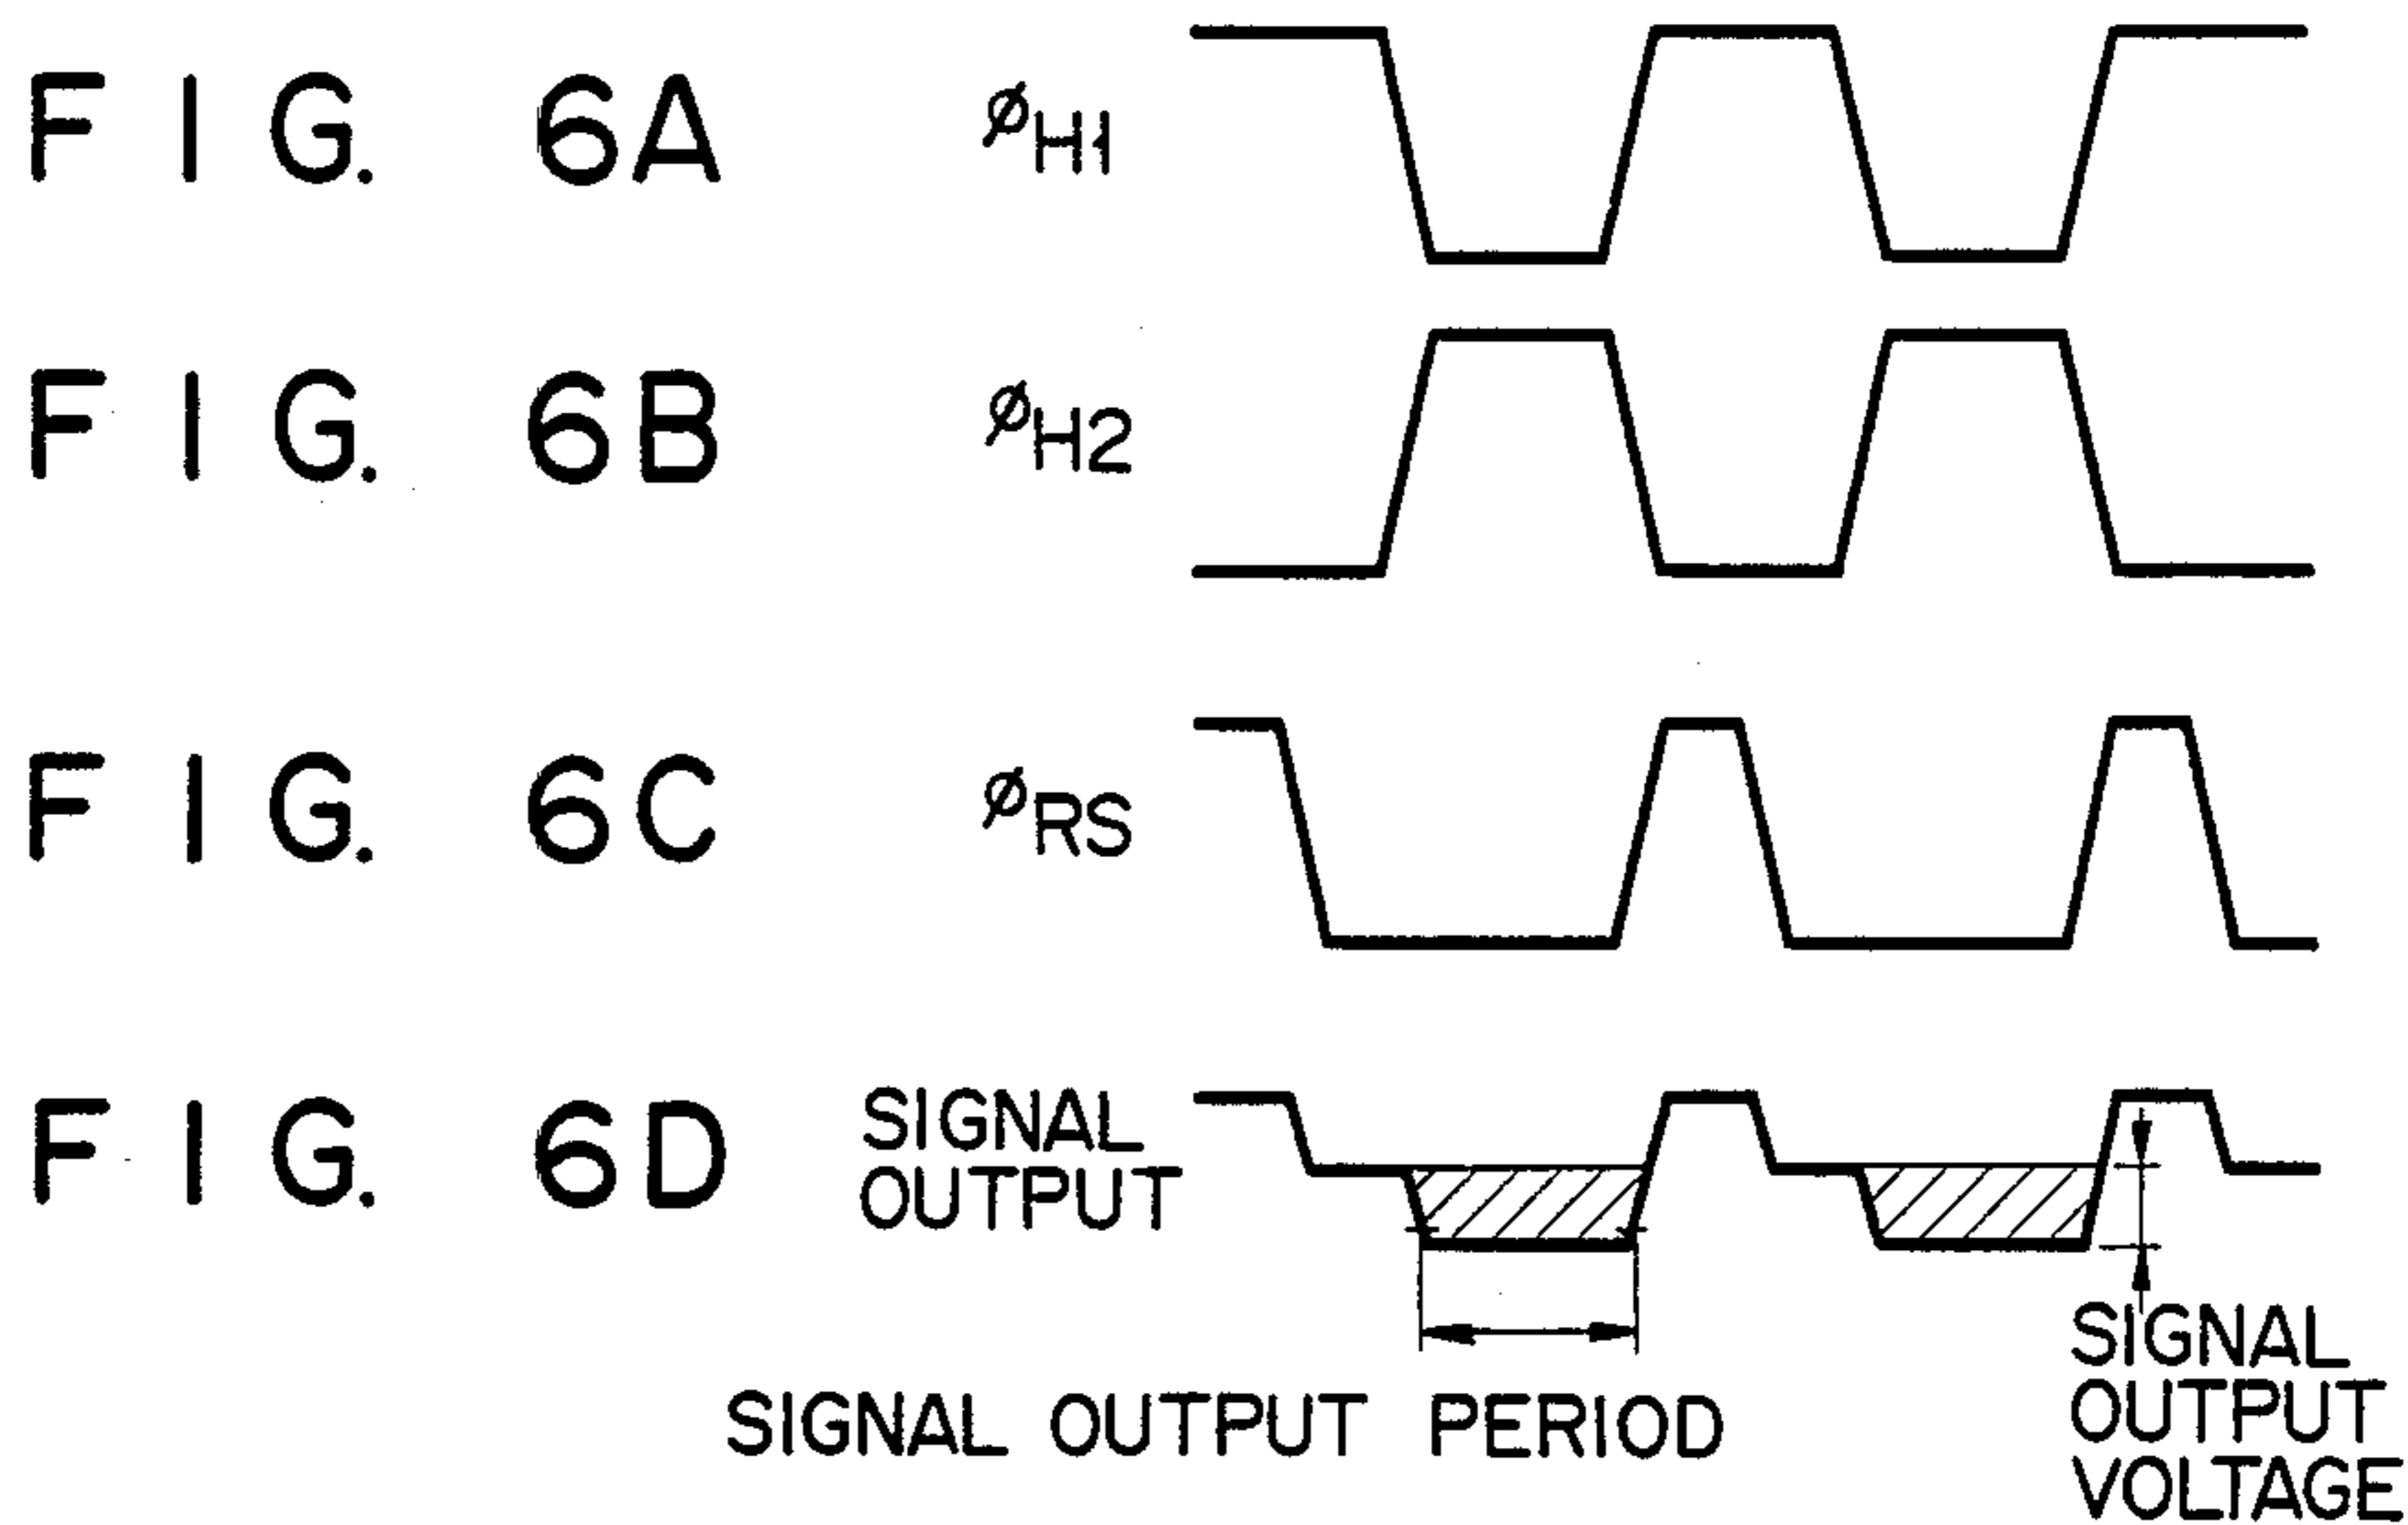 FIG. 6A
øH1
FIG. 6B
øH2
FIG. 6C
øRS
FIG. 6D
SIGNAL
OUTPUT
SIGNAL OUTPUT PERIOD
SIGNAL
OUTPUT
VOLTAGE